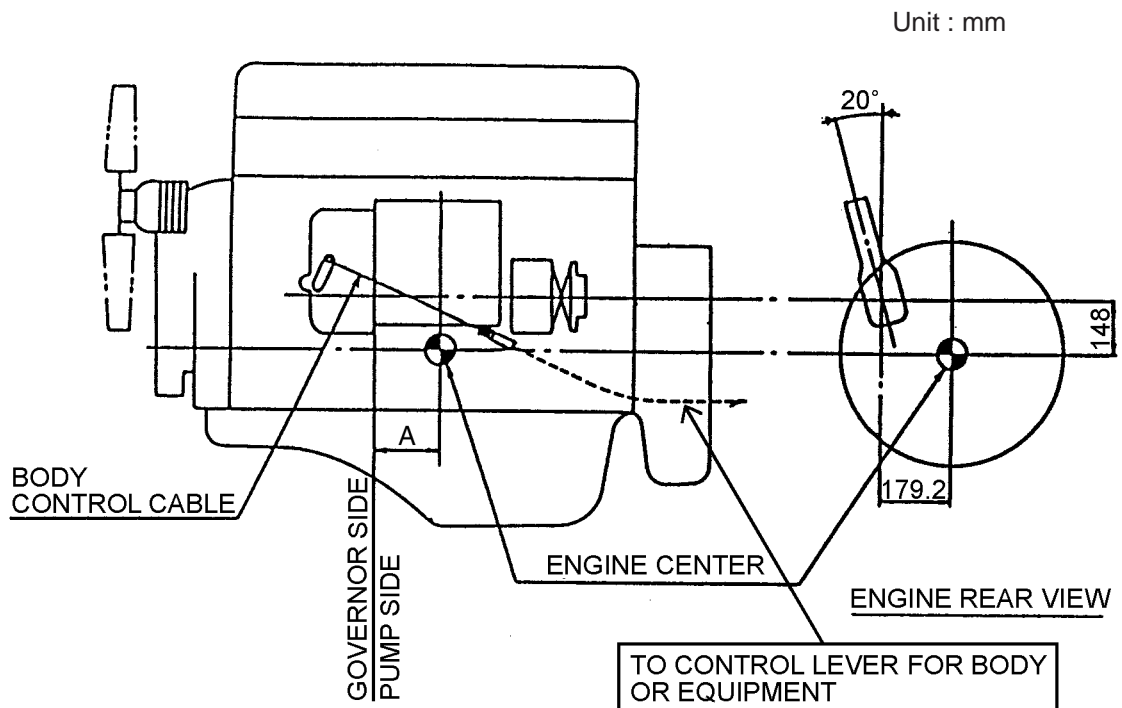 Unit : mm
20°
148
A
179.2
BODY
CONTROL CABLE
GOVERNOR SIDE
PUMP SIDE
ENGINE CENTER
ENGINE REAR VIEW
TO CONTROL LEVER FOR BODY
OR EQUIPMENT